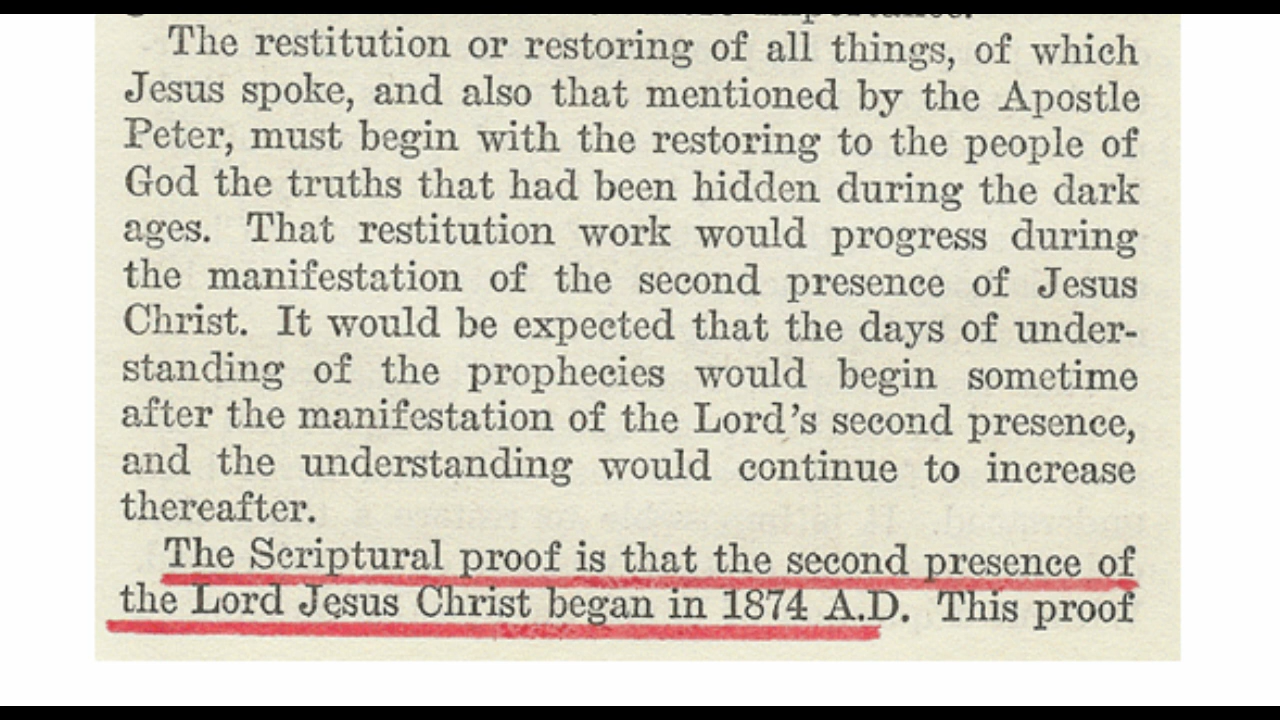 The restitution or restoring of all things, of which
Jesus spoke, and also that mentioned by the Apostle
Peter, must begin with the restoring to the people of
God the truths that had been hidden during the dark
ages. That restitution work would progress during
the manifestation of the second presence of Jesus
Christ. It would be expected that the days of under-
standing of the prophecies would begin sometime
after the manifestation of the Lord's second presence,
and the understanding would continue to increase
thereafter.
The Scriptural proof is that the second presence of
the Lord Jesus Christ began in 1874 A.D. This proof